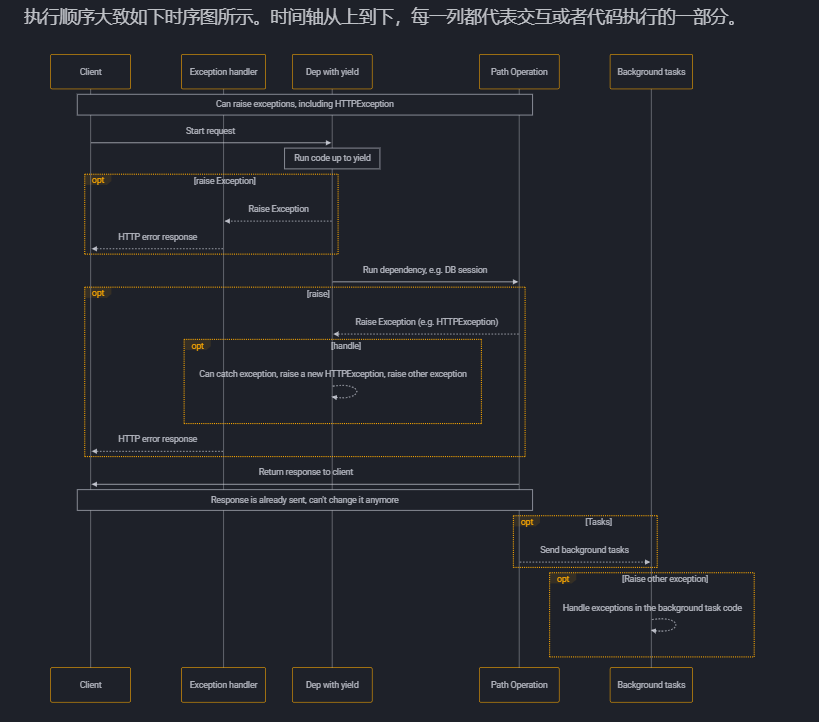 执行顺序大致如下时序图所示。时间轴从上到下，每一列都代表交互或者代码执行的一部分。
Client Exception handler Dep with yield Path Operation Background tasks
Can raise exceptions, including HTTPException
Start request
Run code up to yield
opt [raise Exception]
Raise Exception
HTTP error response
Run dependency, e.g. DB session
opt [raise]
Raise Exception (e.g. HTTPException)
opt [handle]
Can catch exception, raise a new HTTPException, raise other exception
HTTP error response
Return response to client
Response is already sent, can't change it anymore
opt [Tasks]
Send background tasks
opt [Raise other exception]
Handle exceptions in the background task code
Client Exception handler Dep with yield Path Operation Background tasks